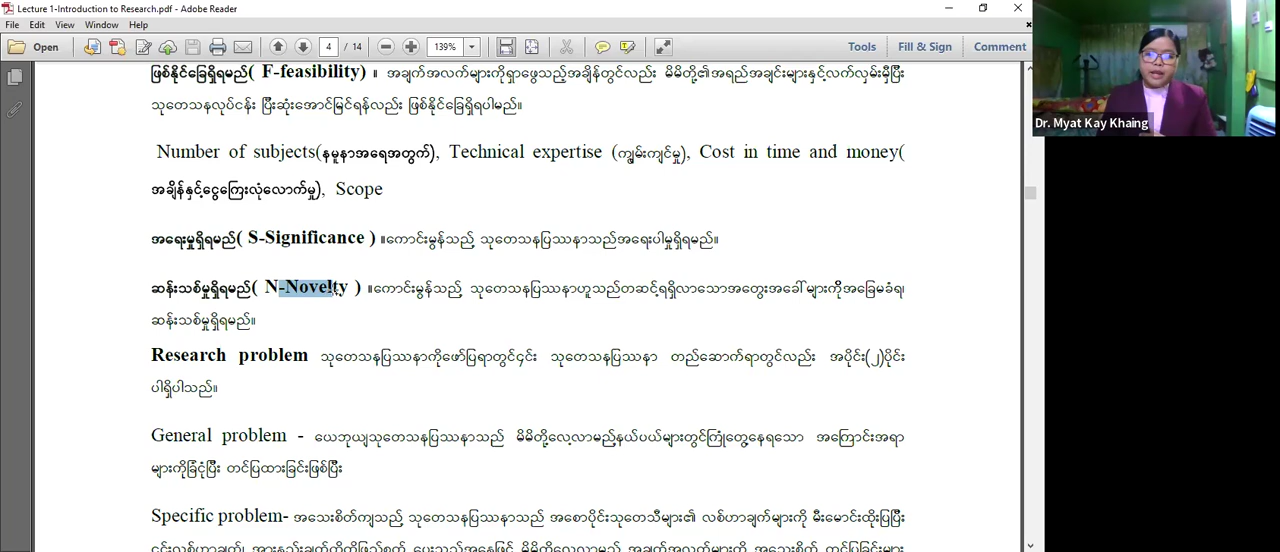 Lecture 1-Introduction to Research.pdf - Adobe Reader
File Edit View Window Help
Open 4 / 14 139% Tools Fill & Sign Comment
ဖြစ်နိုင်ခြေရှိရမည်( F-feasibility) ။ အချက်အလက်များကိုရှာဖွေသည့်အချိန်တွင်လည်း မိမိတို့၏အရည်အချင်းများနှင့်လက်လှမ်းမှီပြီး
သုတေသနလုပ်ငန်း ပြီးဆုံးအောင်မြင်ရန်လည်း ဖြစ်နိုင်ခြေရှိရပါမည်။
Number of subjects(နမူနာအရေအတွက်), Technical expertise (ကျွမ်းကျင်မှု), Cost in time and money(
အချိန်နှင့်ငွေကြေးလုံလောက်မှု), Scope
အရေးမှုရှိရမည်( S-Significance ) ။ကောင်းမွန်သည့် သုတေသနပြဿနာသည်အရေးပါမှုရှိရမည်။
ဆန်းသစ်မှုရှိရမည်( N-Novelty ) ။ကောင်းမွန်သည့် သုတေသနပြဿနာဟူသည်တဆင့်ရရှိလာသောအတွေးအခေါ်များကိုအခြေမခံရ၊
ဆန်းသစ်မှုရှိရမည်။
Research problem သုတေသနပြဿနာကိုဖော်ပြရာတွင်၎င်း သုတေသနပြဿနာ တည်ဆောက်ရာတွင်လည်း အပိုင်း(၂)ပိုင်း
ပါရှိပါသည်။
General problem - ယေဘုယျသုတေသနပြဿနာသည် မိမိတို့လေ့လာမည့်နယ်ပယ်များတွင်ကြုံတွေ့နေရသော အကြောင်းအရာ
များကိုခြုံငုံပြီး တင်ပြထားခြင်းဖြစ်ပြီး
Specific problem- အသေးစိတ်ကျသည့် သုတေသနပြဿနာသည် အစောပိုင်းသုတေသီများ၏ လစ်ဟာချက်များကို မီးမောင်းထိုးပြပြီး
Dr. Myat Kay Khaing